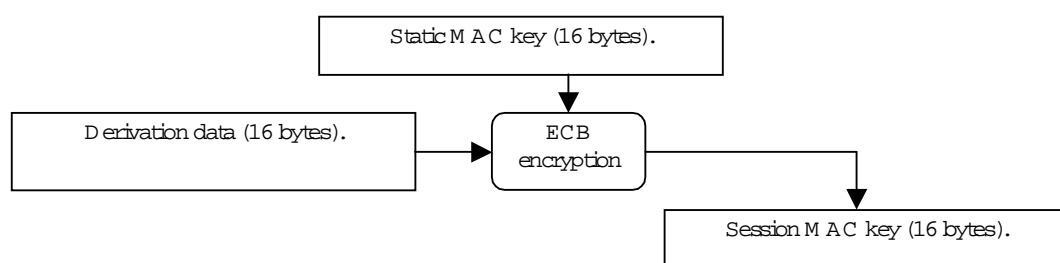 Static MAC key (16 bytes).
Derivation data (16 bytes).
ECB
encryption
Session MAC key (16 bytes).